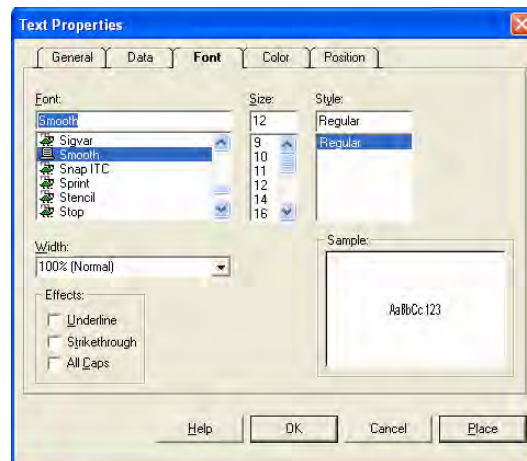 Text Properties
General Data Font Color Position
Font: Size: Style:
Smooth 12 Regular
Sigvar 9 Regular
Smooth 10
Snap ITC 11
Sprint 12
Stencil 14
Stop 16
Width: Sample:
100% (Normal)
AaBbCc 123
Effects:
Underline
Strikethrough
All Caps
Help OK Cancel Place